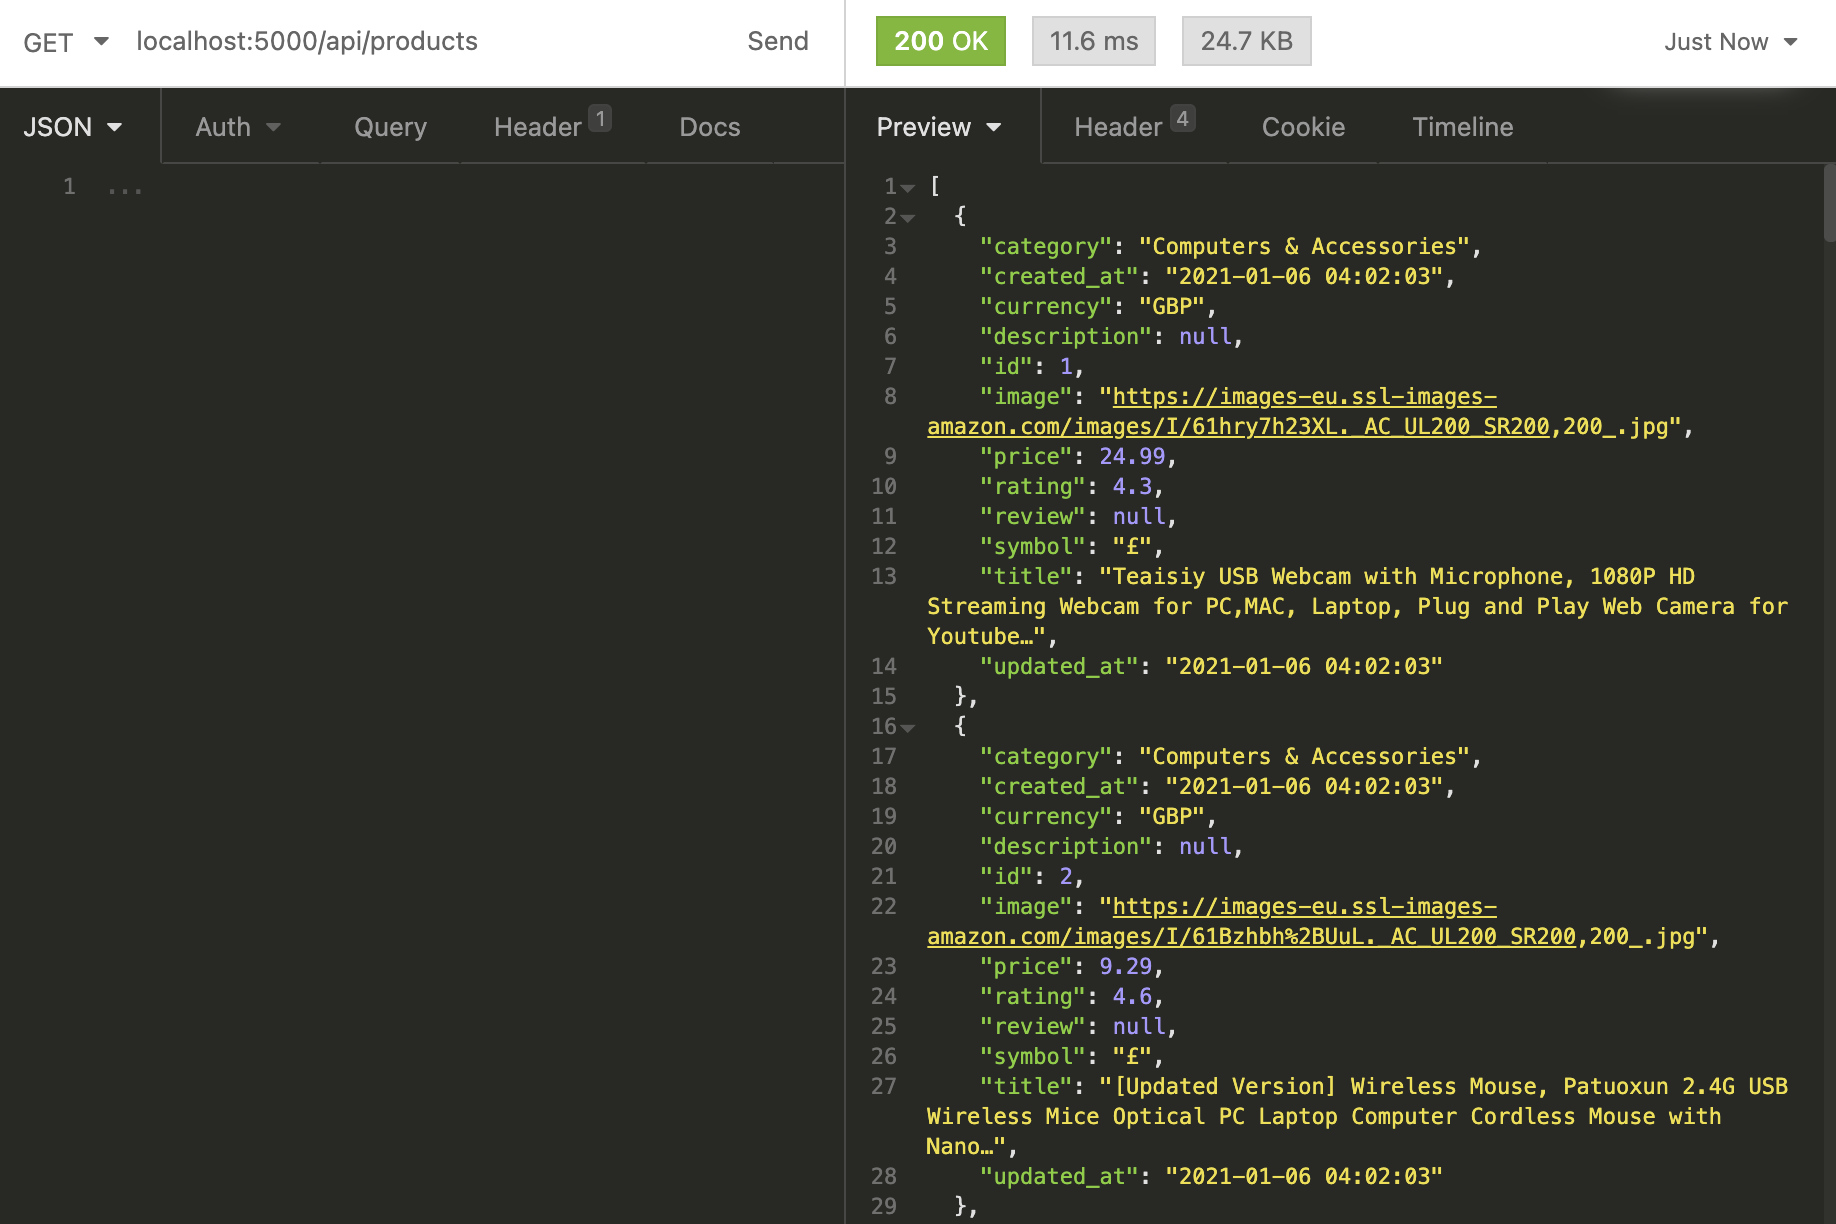 GET localhost:5000/api/products Send 200 OK 11.6 ms 24.7 KB Just Now
JSON Auth Query Header 1 Docs Preview Header 4 Cookie Timeline
1 ...
1 [
2 {
3 "category": "Computers & Accessories",
4 "created_at": "2021-01-06 04:02:03",
5 "currency": "GBP",
6 "description": null,
7 "id": 1,
8 "image": "https://images-eu.ssl-images-
amazon.com/images/I/61hry7h23XL._AC_UL200_SR200,200_.jpg",
9 "price": 24.99,
10 "rating": 4.3,
11 "review": null,
12 "symbol": "£",
13 "title": "Teaisiy USB Webcam with Microphone, 1080P HD
Streaming Webcam for PC,MAC, Laptop, Plug and Play Web Camera for
Youtube…",
14 "updated_at": "2021-01-06 04:02:03"
15 },
16 {
17 "category": "Computers & Accessories",
18 "created_at": "2021-01-06 04:02:03",
19 "currency": "GBP",
20 "description": null,
21 "id": 2,
22 "image": "https://images-eu.ssl-images-
amazon.com/images/I/61Bzhbh%2BUuL._AC_UL200_SR200,200_.jpg",
23 "price": 9.29,
24 "rating": 4.6,
25 "review": null,
26 "symbol": "£",
27 "title": "[Updated Version] Wireless Mouse, Patuoxun 2.4G USB
Wireless Mice Optical PC Laptop Computer Cordless Mouse with
Nano…",
28 "updated_at": "2021-01-06 04:02:03"
29 },